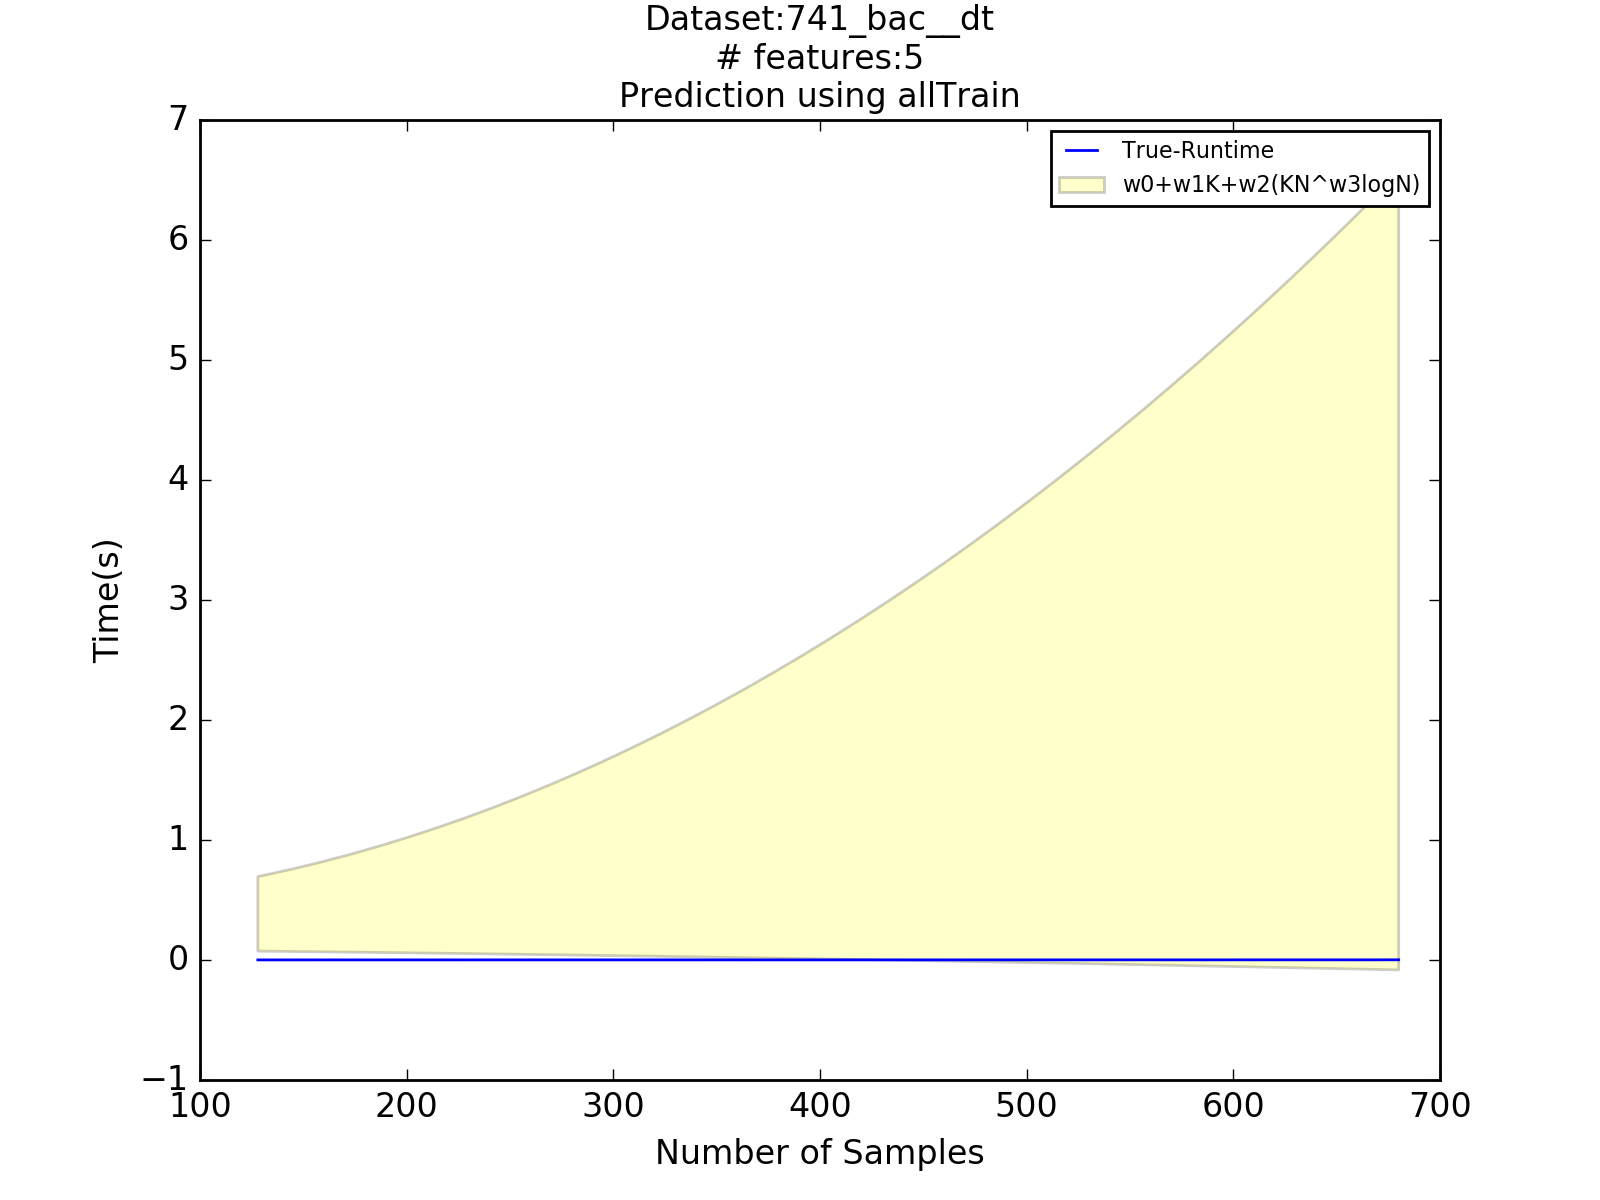 Dataset:741_bac__dt
# features:5
Prediction using allTrain
True-Runtime
w0+w1K+w2(KN^w3logN)
7
6
5
4
3
2
1
0
−1
Time(s)
100 200 300 400 500 600 700
Number of Samples